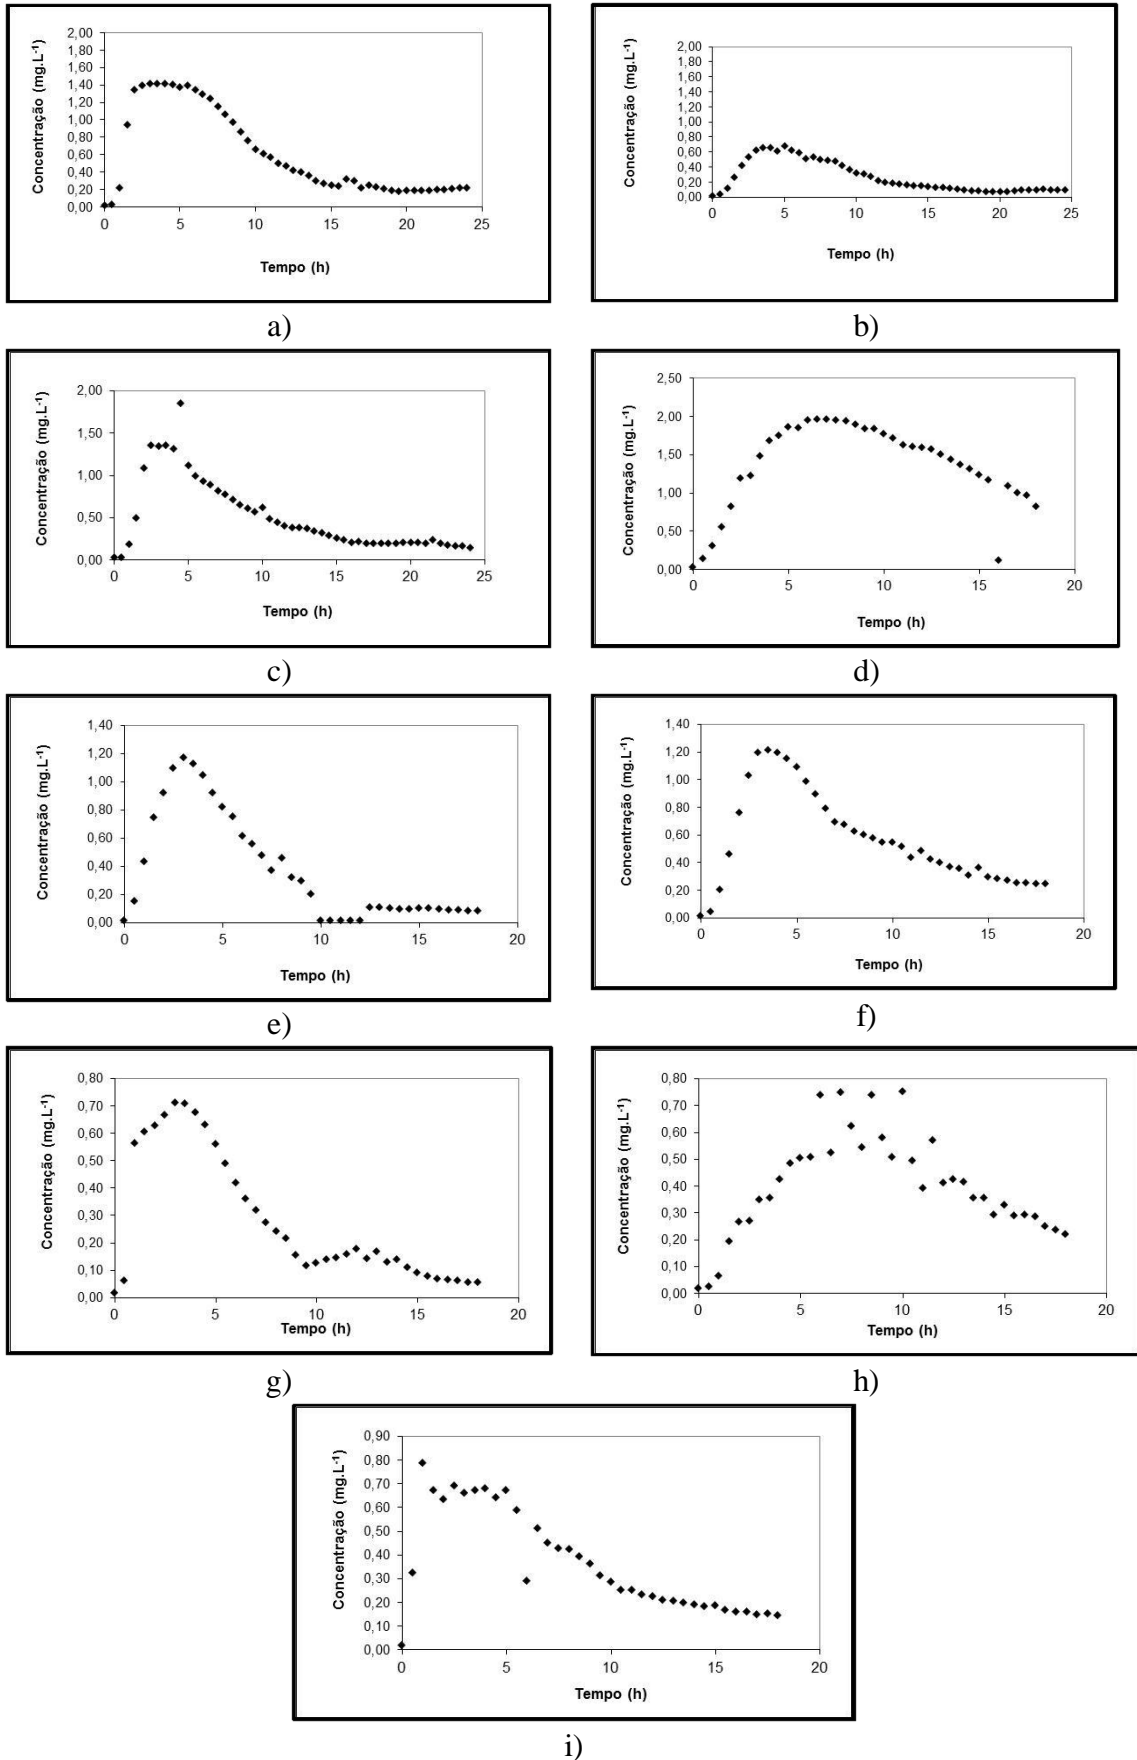 Concentração (mg.L-1)
2,00
1,80
1,60
1,40
1,20
1,00
0,80
0,60
0,40
0,20
0,00
0 5 10 15 20 25
Tempo (h)
a)
Concentração (mg.L-1)
2,00
1,80
1,60
1,40
1,20
1,00
0,80
0,60
0,40
0,20
0,00
0 5 10 15 20 25
Tempo (h)
b)
Concentração (mg.L-1)
2,00
1,50
1,00
0,50
0,00
0 5 10 15 20 25
Tempo (h)
c)
Concentração (mg.L-1)
2,50
2,00
1,50
1,00
0,50
0,00
0 5 10 15 20
Tempo (h)
d)
Concentração (mg.L-1)
1,40
1,20
1,00
0,80
0,60
0,40
0,20
0,00
0 5 10 15 20
Tempo (h)
e)
Concentração (mg.L-1)
1,40
1,20
1,00
0,80
0,60
0,40
0,20
0,00
0 5 10 15 20
Tempo (h)
f)
Concentração (mg.L-1)
0,80
0,70
0,60
0,50
0,40
0,30
0,20
0,10
0,00
0 5 10 15 20
Tempo (h)
g)
Concentração (mg.L-1)
0,80
0,70
0,60
0,50
0,40
0,30
0,20
0,10
0,00
0 5 10 15 20
Tempo (h)
h)
Concentração (mg.L-1)
0,90
0,80
0,70
0,60
0,50
0,40
0,30
0,20
0,10
0,00
0 5 10 15 20
Tempo (h)
i)